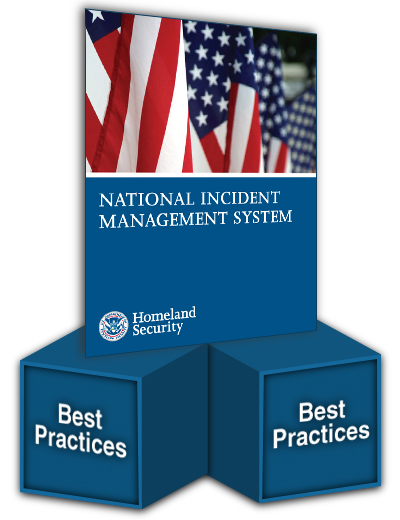 NATIONAL INCIDENT
MANAGEMENT SYSTEM
Homeland
Security
Best
Practices
Best
Practices